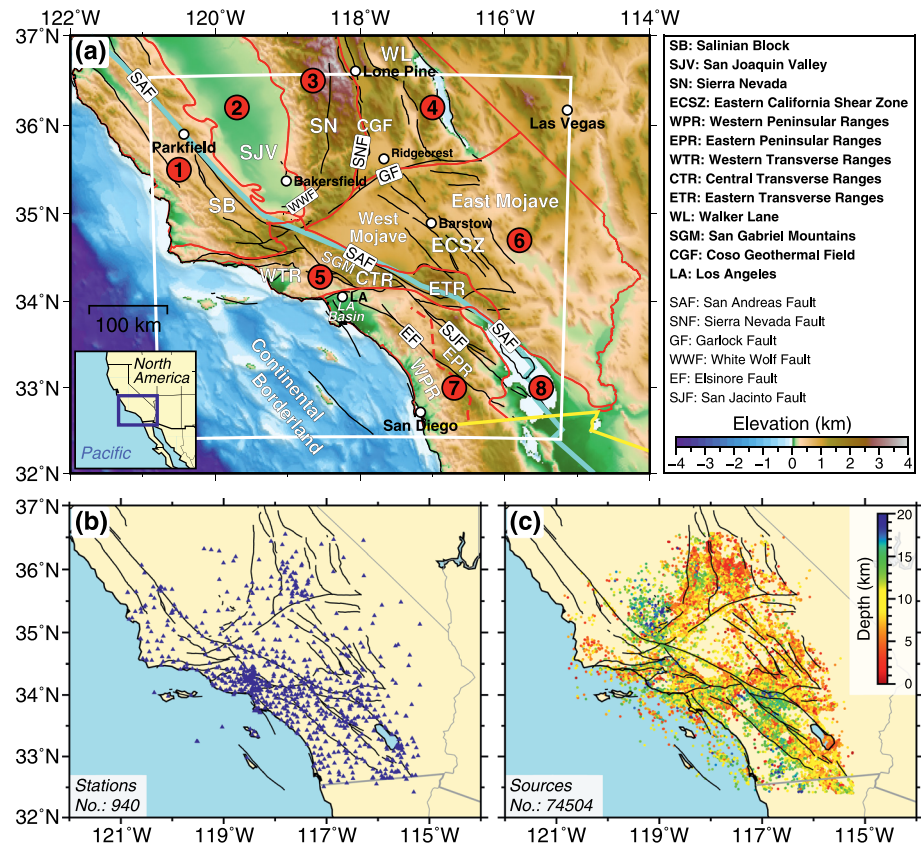 122°W
120°W
118°W
116°W
114°W
37°N
36°N
35°N
34°N
33°N
32°N
(a)
SAF
Parkfield
1
2
SJV
3
SN
WL
Lone Pine
4
CGF
SNF
Ridgecrest
GF
Las Vegas
Bakersfield
WWF
SB
West
Mojave
Barstow
East Mojave
ECSZ
6
SAF
SGM
CTR
WTR
5
LA
LA
Basin
ETR
SAF
EF
SJF
EPR
WPR
7
8
San Diego
Continental
Borderland
100 km
North
America
Pacific
SB: Salinian Block
SJV: San Joaquin Valley
SN: Sierra Nevada
ECSZ: Eastern California Shear Zone
WPR: Western Peninsular Ranges
EPR: Eastern Peninsular Ranges
WTR: Western Transverse Ranges
CTR: Central Transverse Ranges
ETR: Eastern Transverse Ranges
WL: Walker Lane
SGM: San Gabriel Mountains
CGF: Coso Geothermal Field
LA: Los Angeles
SAF: San Andreas Fault
SNF: Sierra Nevada Fault
GF: Garlock Fault
WWF: White Wolf Fault
EF: Elsinore Fault
SJF: San Jacinto Fault
Elevation (km)
−4 −3 −2 −1 0 1 2 3 4
(b)
37°N
36°N
35°N
34°N
33°N
32°N
Stations
No.: 940
121°W
119°W
117°W
115°W
(c)
37°N
36°N
35°N
34°N
33°N
32°N
Depth (km)
20
15
10
5
0
Sources
No.: 74504
121°W
119°W
117°W
115°W